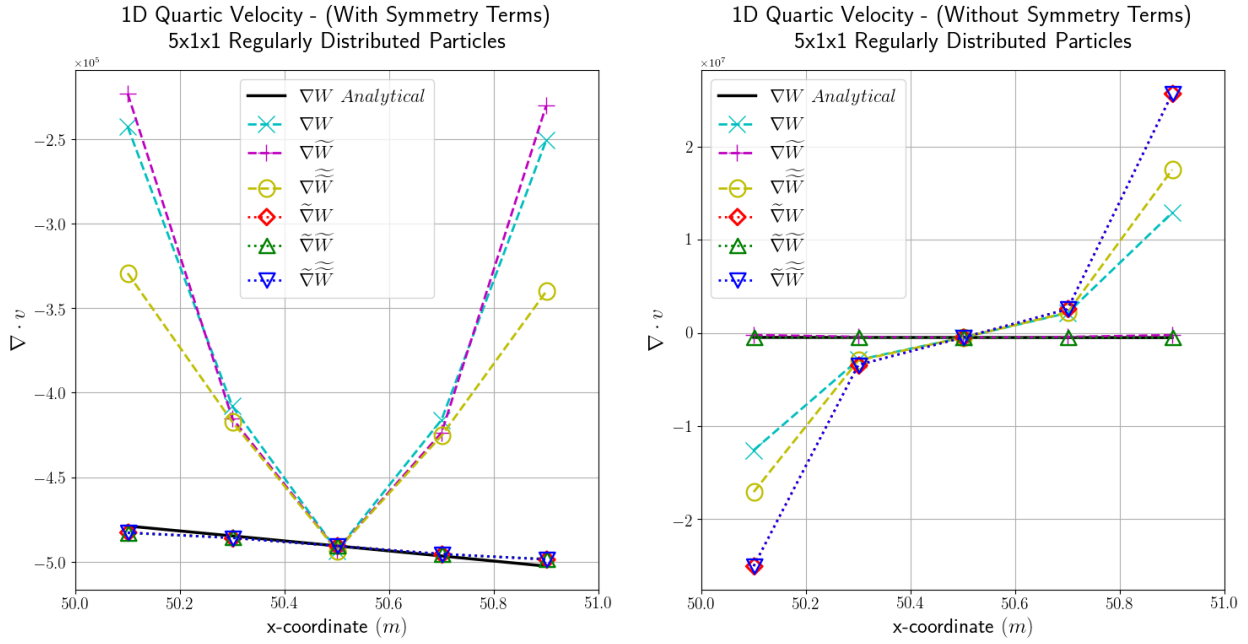 1D Quartic Velocity - (With Symmetry Terms)
5x1x1 Regularly Distributed Particles
×10⁵
−2.5
−3.0
−3.5
−4.0
−4.5
−5.0
50.0
50.2
50.4
50.6
50.8
51.0
∇ · v
x-coordinate (m)
∇W Analytical
∇W
∇W̃
∇W̃̃
∇̃W
∇̃W̃
∇̃W̃̃
1D Quartic Velocity - (Without Symmetry Terms)
5x1x1 Regularly Distributed Particles
×10⁷
2
1
0
−1
−2
50.0
50.2
50.4
50.6
50.8
51.0
∇ · v
x-coordinate (m)
∇W Analytical
∇W
∇W̃
∇W̃̃
∇̃W
∇̃W̃
∇̃W̃̃